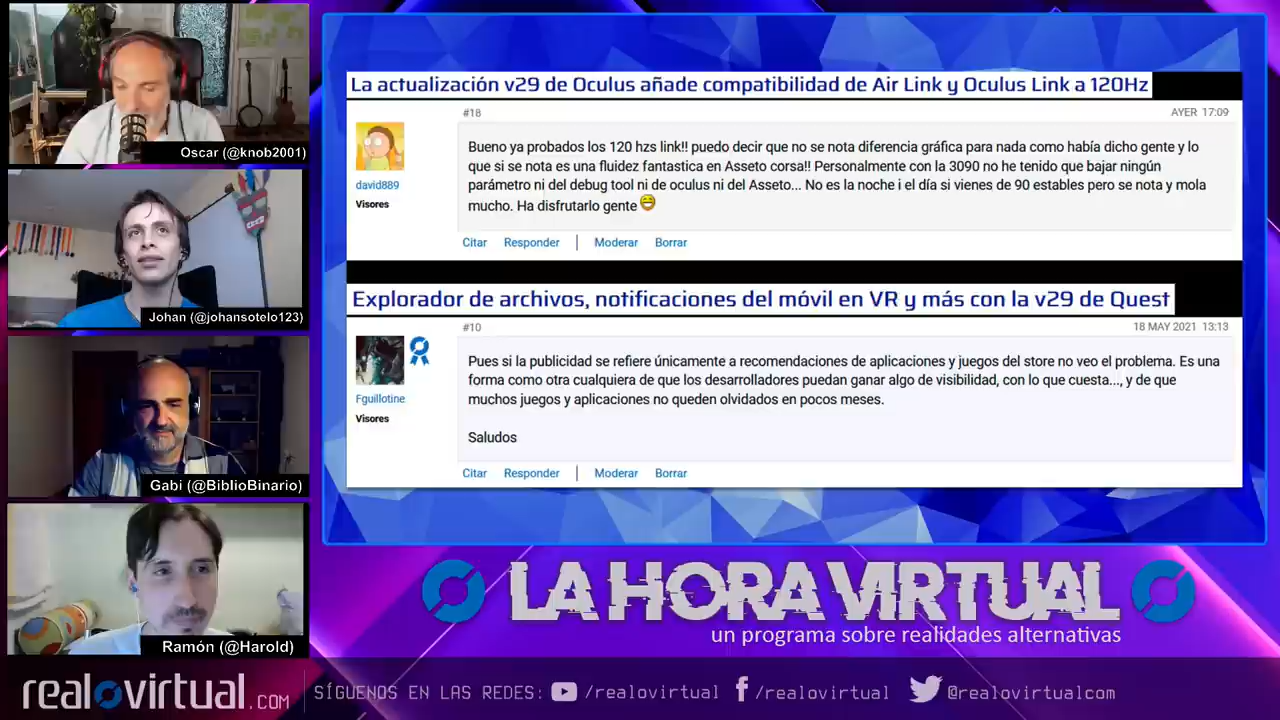 Oscar (@knob2001)
Johan (@johansotelo123)
Gabi (@BiblioBinario)
Ramón (@Harold)
La actualización v29 de Oculus añade compatibilidad de Air Link y Oculus Link a 120Hz
#18
AYER 17:09
david889
Visores
Bueno ya probados los 120 hzs link!! puedo decir que no se nota diferencia gráfica para nada como había dicho gente y lo
que si se nota es una fluidez fantastica en Asseto corsa!! Personalmente con la 3090 no he tenido que bajar ningún
parámetro ni del debug tool ni de oculus ni del Asseto... No es la noche i el día si vienes de 90 estables pero se nota y mola
mucho. Ha disfrutarlo gente
Citar Responder | Moderar Borrar
Explorador de archivos, notificaciones del móvil en VR y más con la v29 de Quest
#10
18 MAY 2021 13:13
Fguillotine
Visores
Pues si la publicidad se refiere únicamente a recomendaciones de aplicaciones y juegos del store no veo el problema. Es una
forma como otra cualquiera de que los desarrolladores puedan ganar algo de visibilidad, con lo que cuesta..., y de que
muchos juegos y aplicaciones no queden olvidados en pocos meses.
Saludos
Citar Responder | Moderar Borrar
LA HORA VIRTUAL
un programa sobre realidades alternativas
realovirtual.com
SÍGUENOS EN LAS REDES: /realovirtual /realovirtual @realovirtualcom